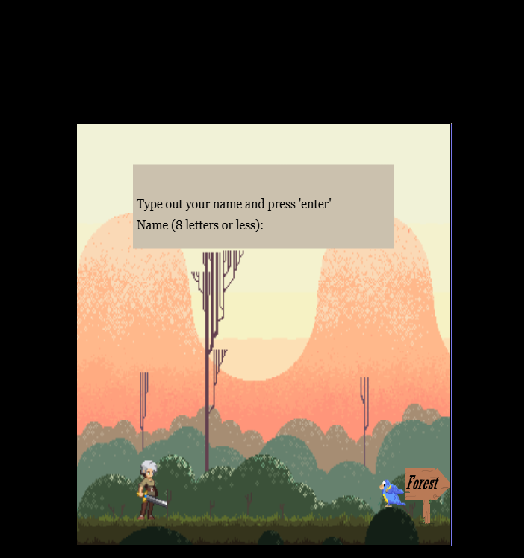 Type out your name and press 'enter'
Name (8 letters or less):
Forest